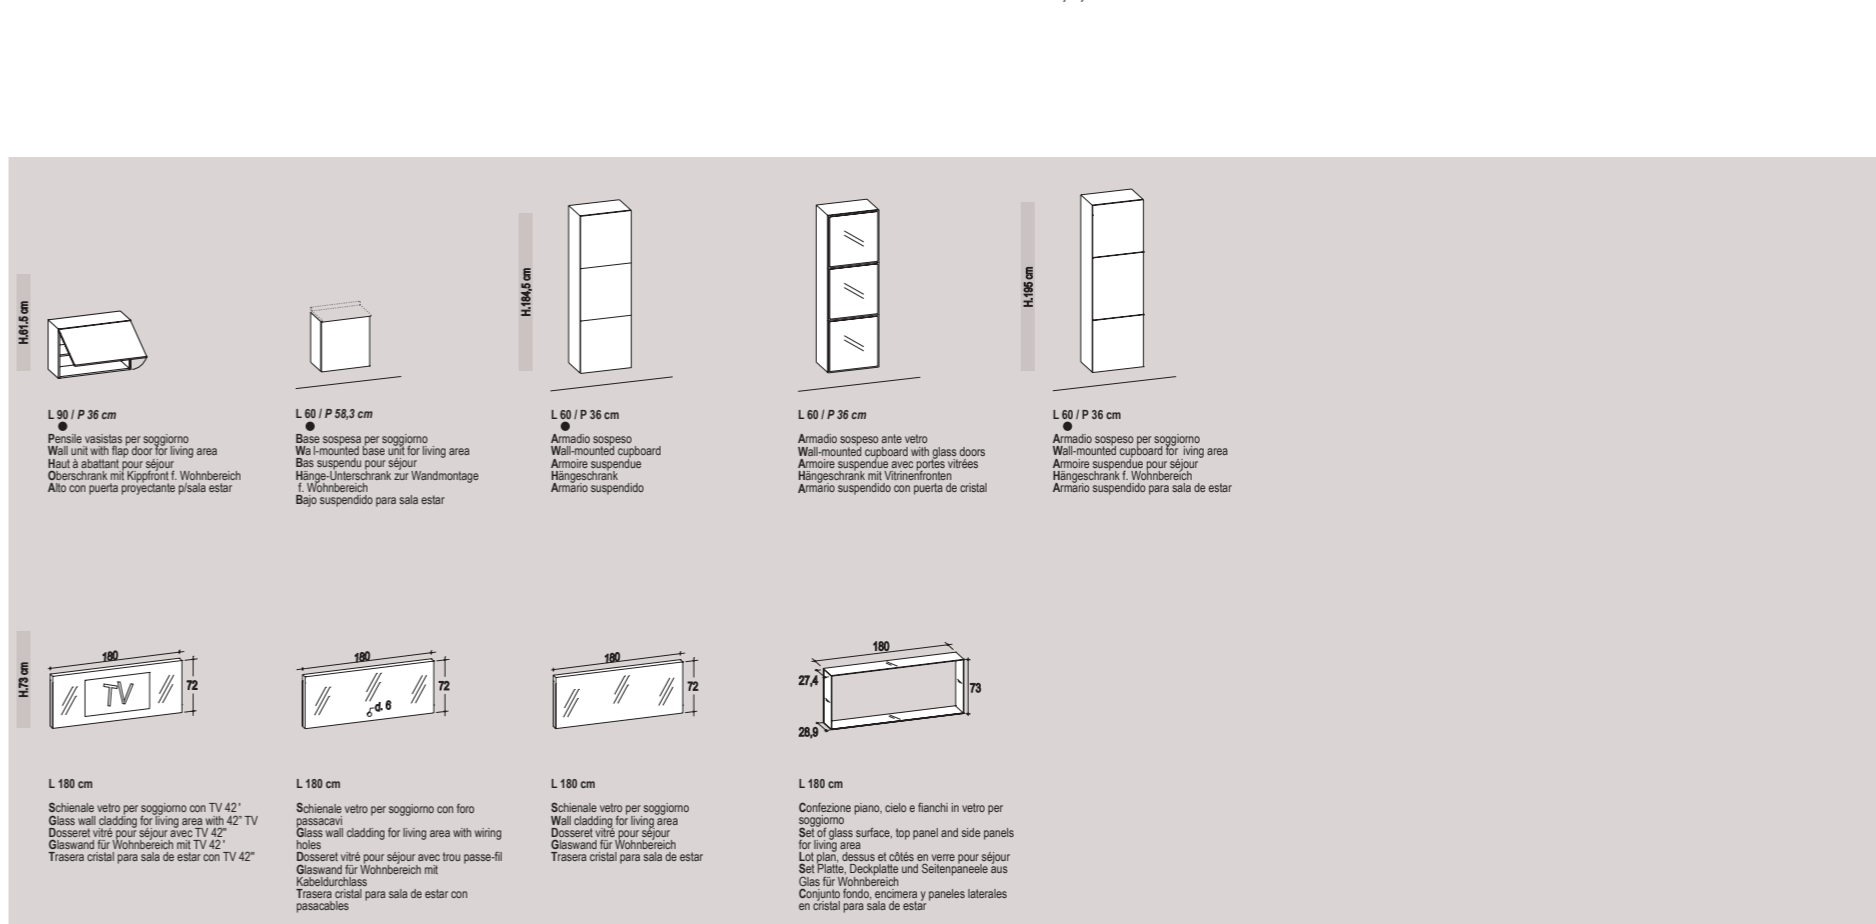 H.61.5 cm
L 90 / P 36 cm
Pensile vasistas per soggiorno
Wall unit with flap door for living area
Haut à abattant pour séjour
Oberschrank mit Kippfront f. Wohnbereich
Alto con puerta proyectante p/sala estar
L 60 / P 58,3 cm
Base sospesa per soggiorno
Wa l-mounted base unit for living area
Bas suspendu pour séjour
Hänge-Unterschrank zur Wandmontage
f. Wohnbereich
Bajo suspendido para sala estar
H.184,5 cm
L 60 / P 36 cm
Armadio sospeso
Wall-mounted cupboard
Armoire suspendue
Hängeschrank
Armario suspendido
L 60 / P 36 cm
Armadio sospeso ante vetro
Wall-mounted cupboard with glass doors
Armoire suspendue avec portes vitrées
Hängeschrank mit Vitrinenfronten
Armario suspendido con puerta de cristal
H.195 cm
L 60 / P 36 cm
Armadio sospeso per soggiorno
Wall-mounted cupboard for iving area
Armoire suspendue pour séjour
Hängeschrank f. Wohnbereich
Armario suspendido para sala de estar
H.73 cm
180
TV
72
L 180 cm
Schienale vetro per soggiorno con TV 42'
Glass wall cladding for living area with 42" TV
Dosseret vitré pour séjour avec TV 42"
Glaswand für Wohnbereich mit TV 42'
Trasera cristal para sala de estar con TV 42"
180
72
d. 6
L 180 cm
Schienale vetro per soggiorno con foro
passacavi
Glass wall cladding for living area with wiring
holes
Dosseret vitré pour séjour avec trou passe-fil
Glaswand für Wohnbereich mit
Kabeldurchlass
Trasera cristal para sala de estar con
pasacables
180
72
L 180 cm
Schienale vetro per soggiorno
Wall cladding for living area
Dosseret vitré pour séjour
Glaswand für Wohnbereich
Trasera cristal para sala de estar
180
27,4
73
28,9
L 180 cm
Confezione piano, cielo e fianchi in vetro per
soggiorno
Set of glass surface, top panel and side panels
for living area
Lot plan, dessus et côtés en verre pour séjour
Set Platte, Deckplatte und Seitenpaneele aus
Glas für Wohnbereich
Conjunto fondo, encimera y paneles laterales
en cristal para sala de estar